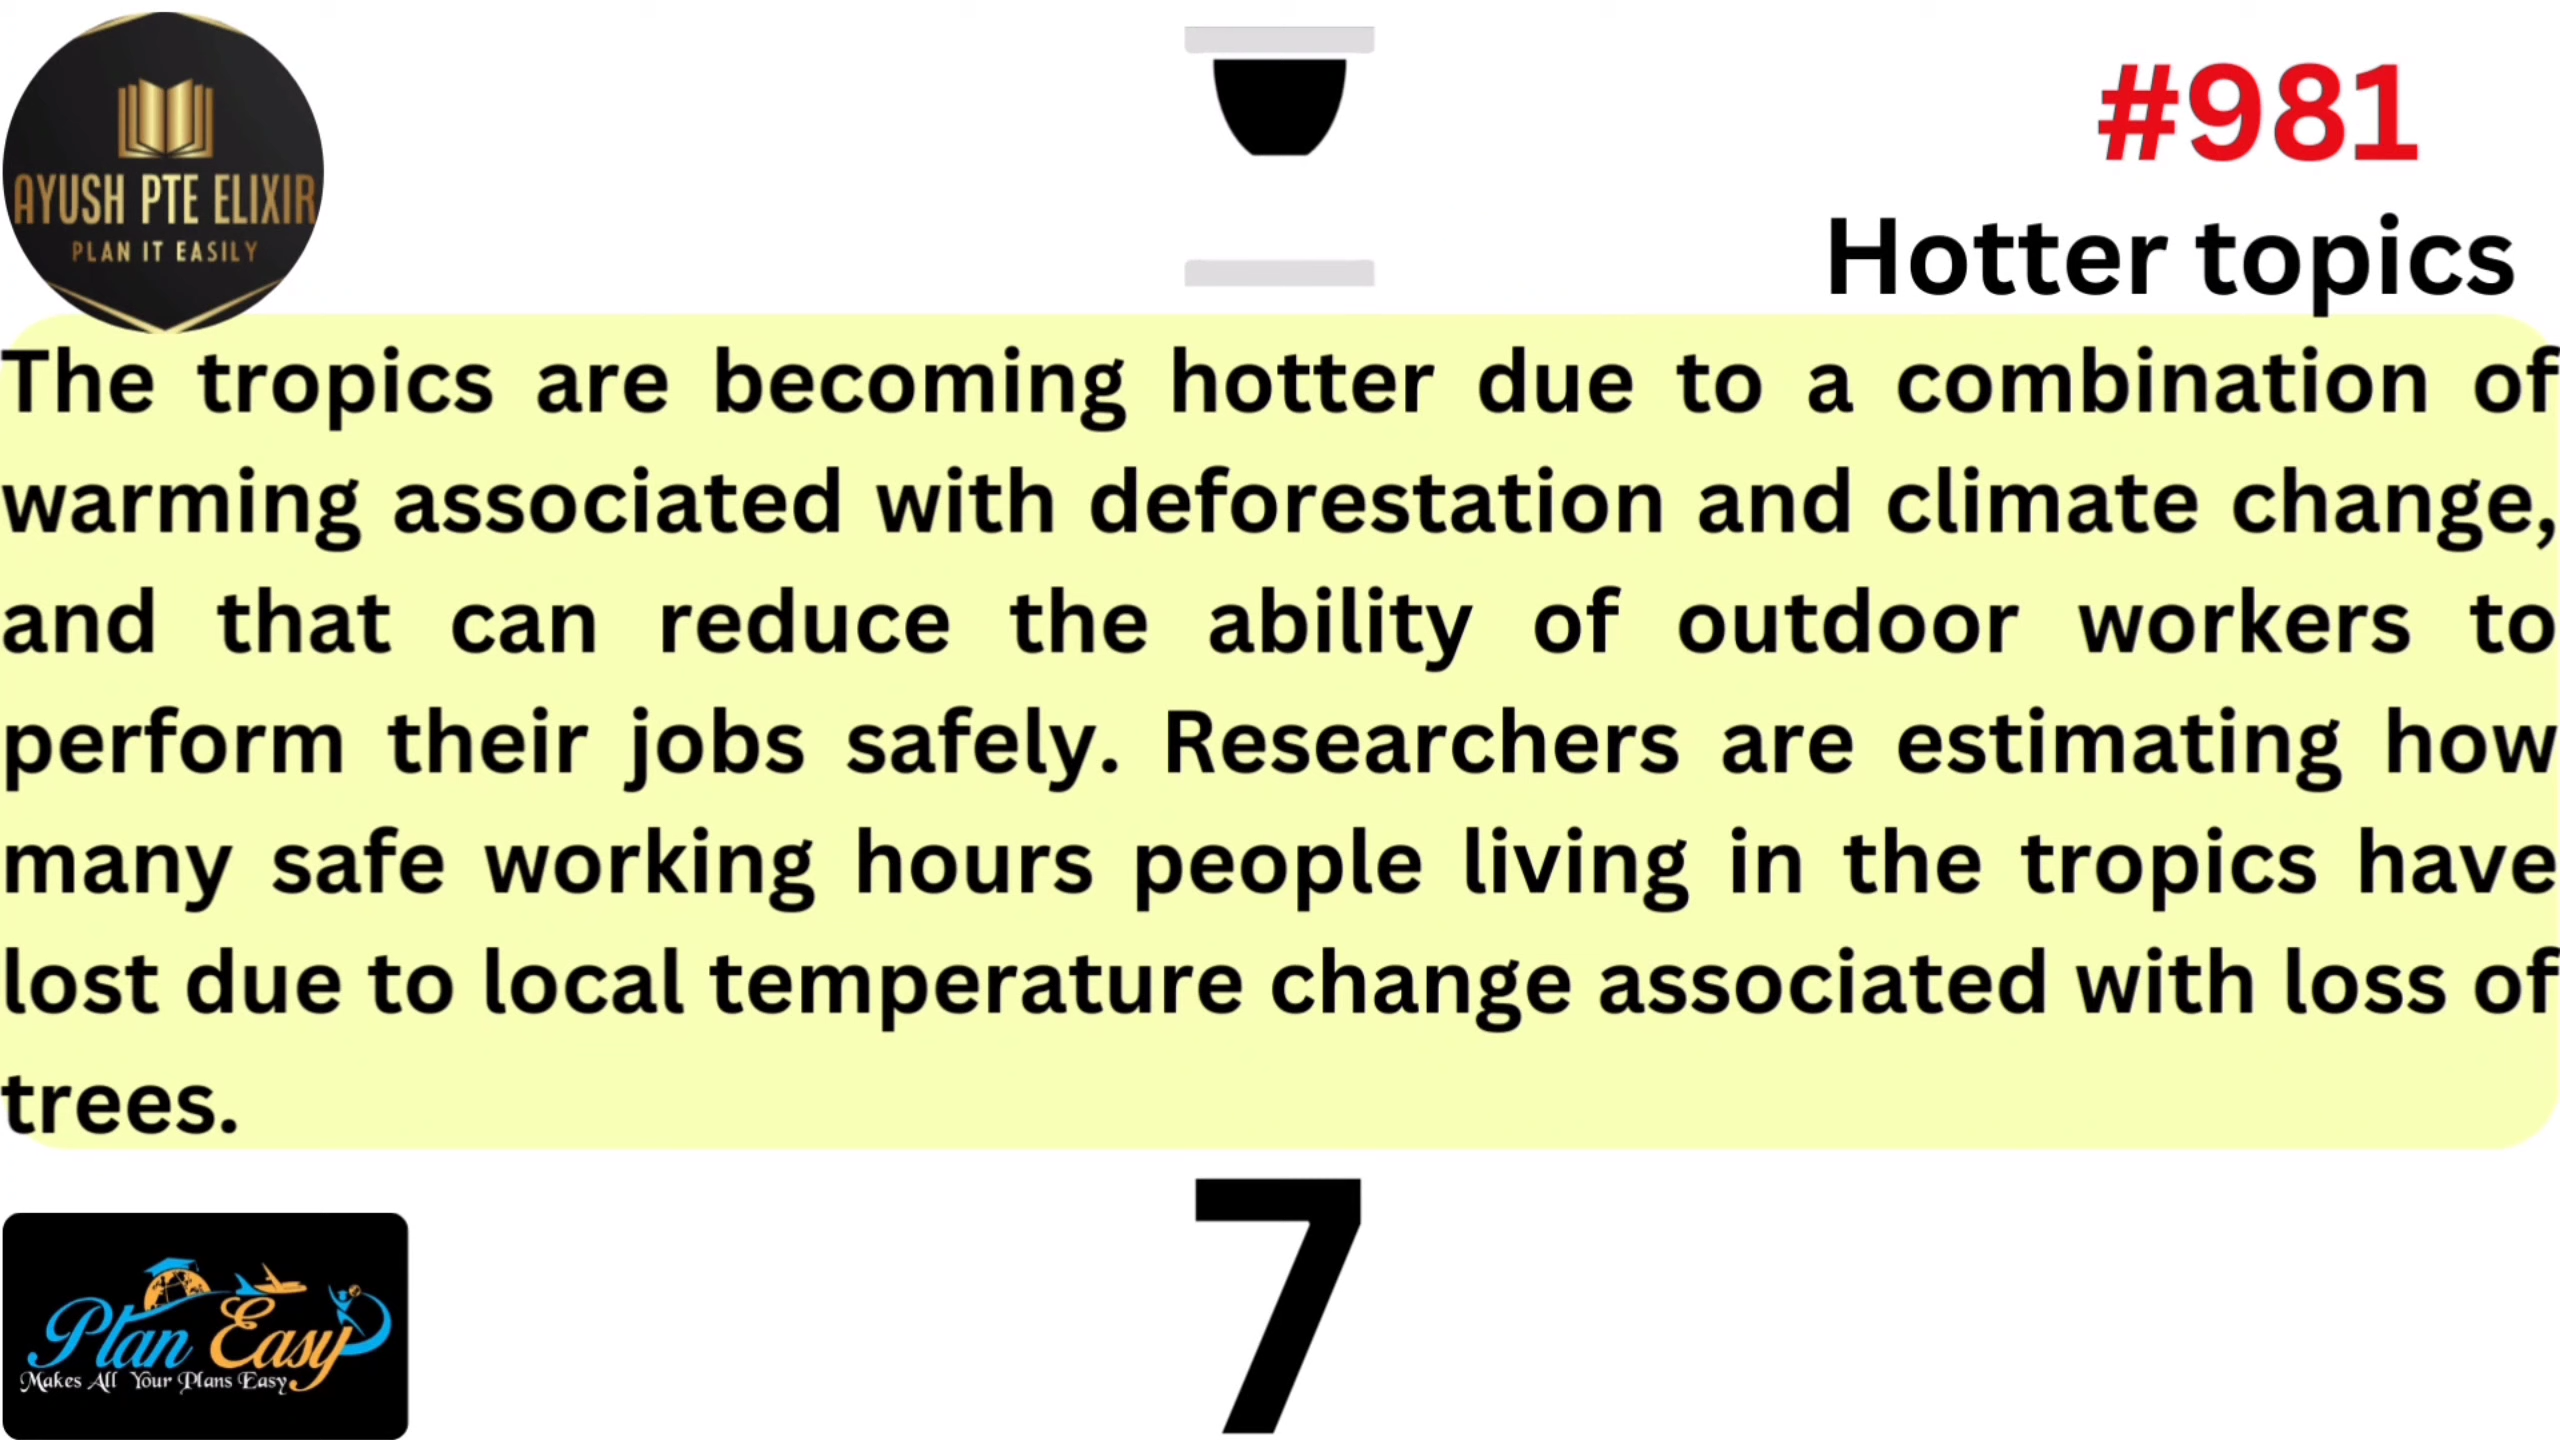 AYUSH PTE ELIXIR
PLAN IT EASILY
#981
Hotter topics
The tropics are becoming hotter due to a combination of
warming associated with deforestation and climate change,
and that can reduce the ability of outdoor workers to
perform their jobs safely. Researchers are estimating how
many safe working hours people living in the tropics have
lost due to local temperature change associated with loss of
trees.
7
Plan Easy
Makes All Your Plans Easy